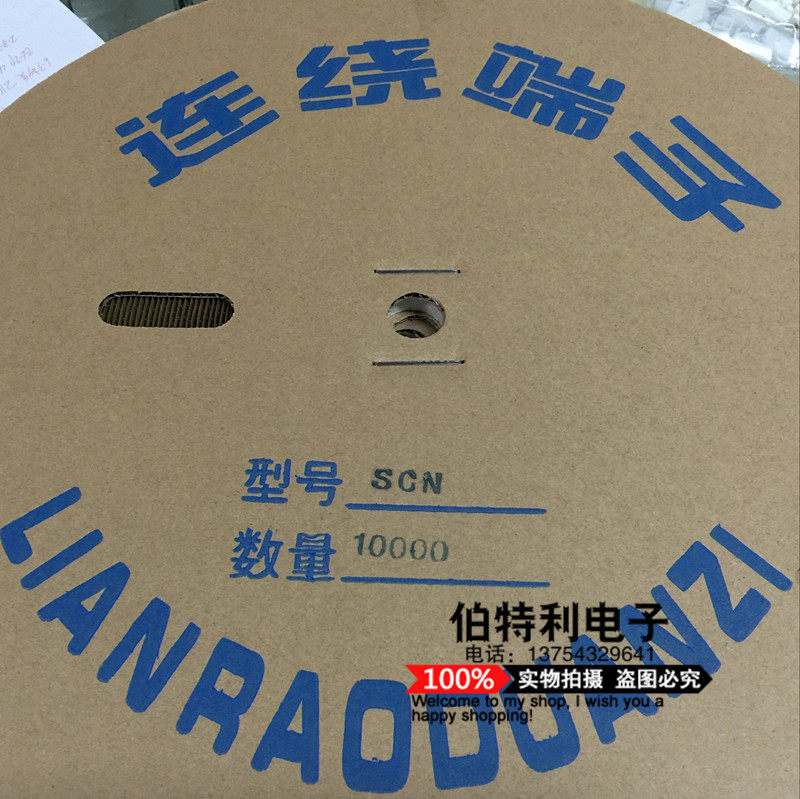 连绕端子
型号 SCN
数量 10000
LIANRAODUANZI
伯特利电子
电话：13754329641
100% 实物拍摄 盗图必究
Welcome to my shop, I wish you a
happy shopping!